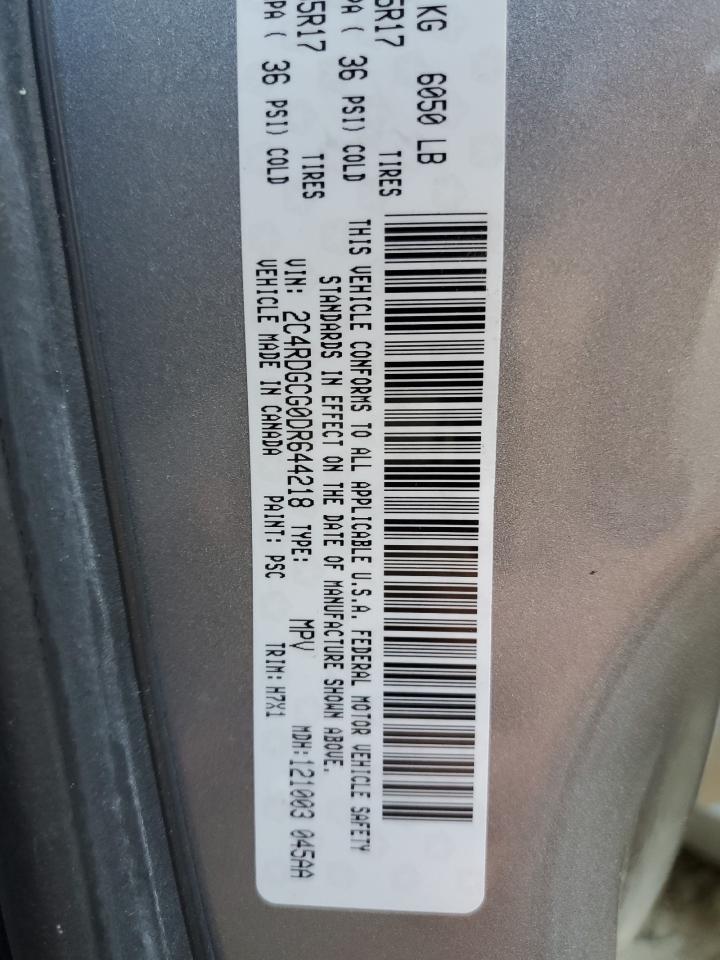 KG 6050 LB
5R17 TIRES
PA ( 36 PSI) COLD
5R17 TIRES
PA ( 36 PSI) COLD
THIS VEHICLE CONFORMS TO ALL APPLICABLE U.S.A. FEDERAL MOTOR VEHICLE SAFETY
STANDARDS IN EFFECT ON THE DATE OF MANUFACTURE SHOWN ABOVE.
VIN: 2C4RDGCG0DR644218 TYPE: MPV MDH:121003 045AA
VEHICLE MADE IN CANADA PAINT: PSC TRIM: H7X1